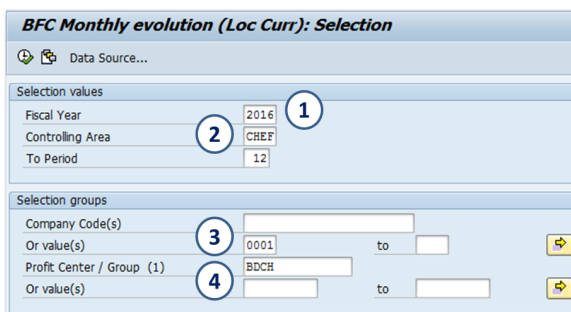 BFC Monthly evolution (Loc Curr): Selection
Data Source...
Selection values
Fiscal Year 2016 1
Controlling Area 2 CHEF
To Period 12
Selection groups
Company Code(s)
Or value(s) 3 0001 to
Profit Center / Group (1) BDCH
Or value(s) 4 to